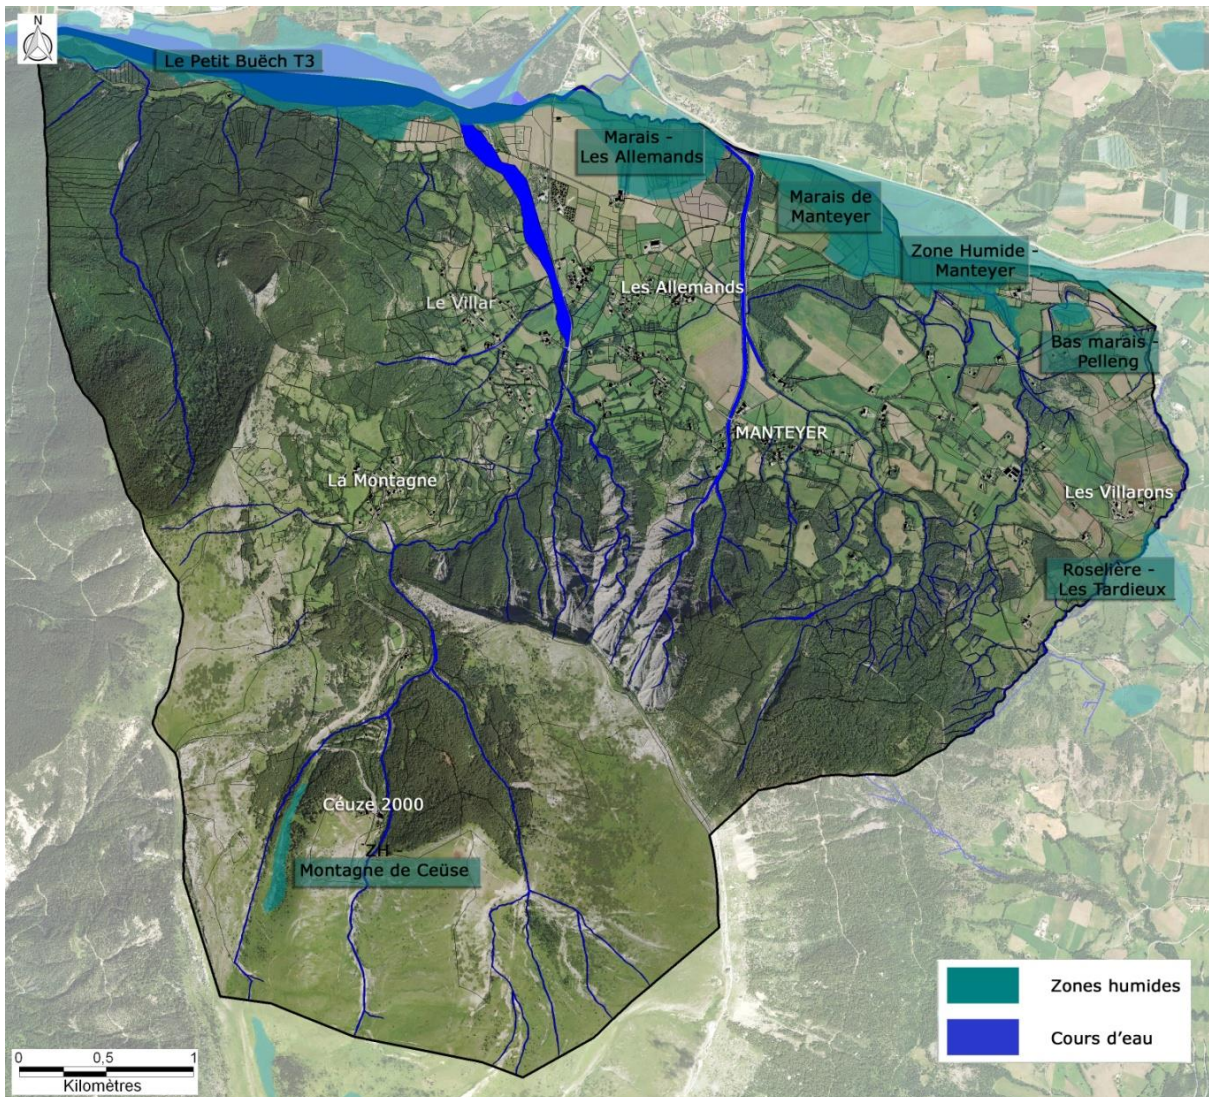 N
Le Petit Buëch T3
Marais -
Les Allemands
Marais de
Manteyer
Zone Humide -
Manteyer
Les Allemands
Le Villar
Bas marais -
Pelleng
MANTEYER
La Montagne
Les Villarons
Roselière -
Les Tardieux
Céuze 2000
ZH -
Montagne de Ceüse
Zones humides
Cours d'eau
0 0,5 1
Kilomètres